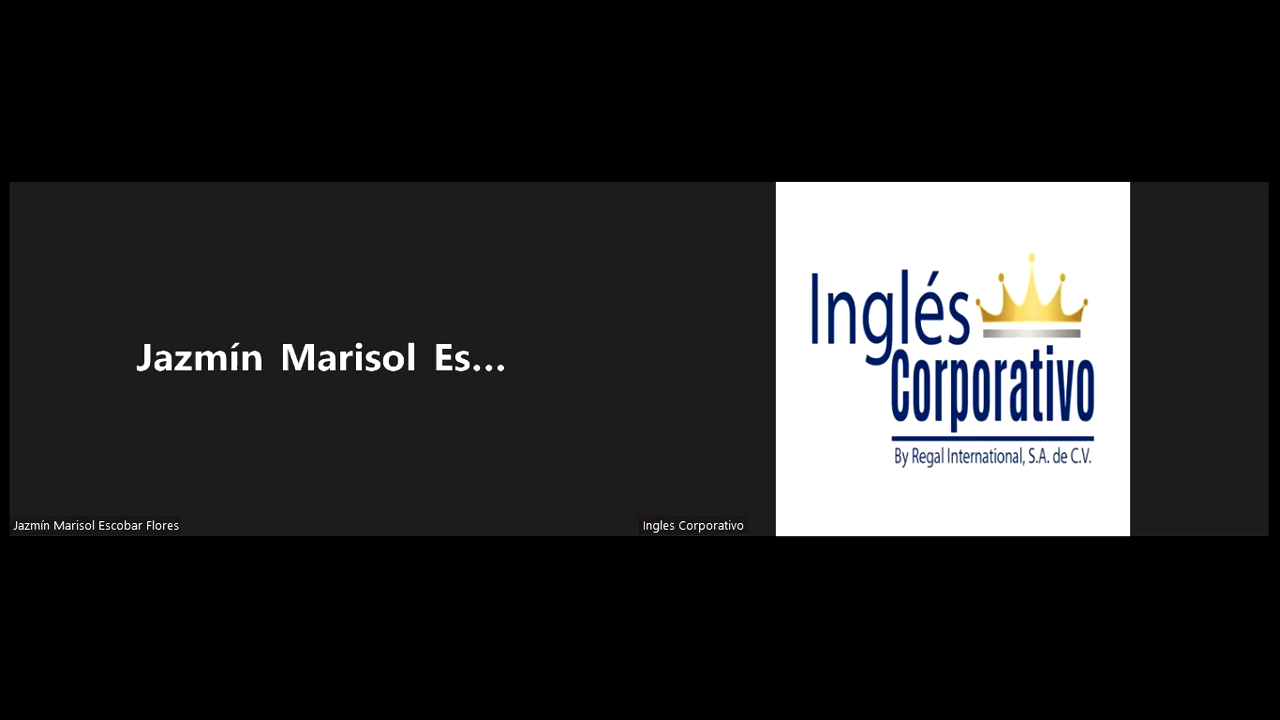 Jazmín Marisol Es...
Jazmín Marisol Escobar Flores
Inglés
Corporativo
By Regal International, S.A. de C.V.
Ingles Corporativo